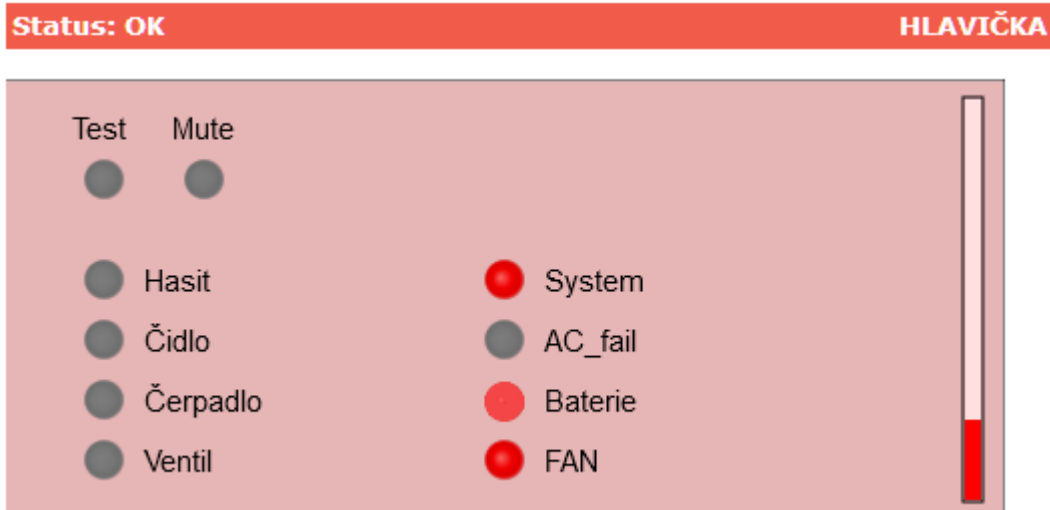 Status: OK HLAVIČKA
Test Mute
Hasit System
Čidlo AC_fail
Čerpadlo Baterie
Ventil FAN